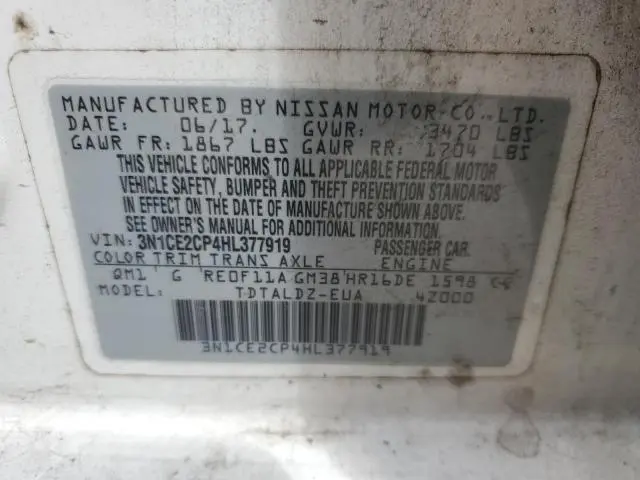 MANUFACTURED BY NISSAN MOTOR CO., LTD.
DATE: 06/17. GVWR: 3470 LBS
GAWR FR: 1867 LBS GAWR RR: 1704 LBS
THIS VEHICLE CONFORMS TO ALL APPLICABLE FEDERAL MOTOR
VEHICLE SAFETY, BUMPER AND THEFT PREVENTION STANDARDS
IN EFFECT ON THE DATE OF MANUFACTURE SHOWN ABOVE.
SEE OWNER'S MANUAL FOR ADDITIONAL INFORMATION.
VIN: 3N1CE2CP4HL377919 PASSENGER CAR.
COLOR TRIM TRANS AXLE ENGINE
QM1 G RE0F11A GM38 HR16DE 1598 CC
MODEL: TDTALDZ-EUA 4Z000
3N1CE2CP4HL377919